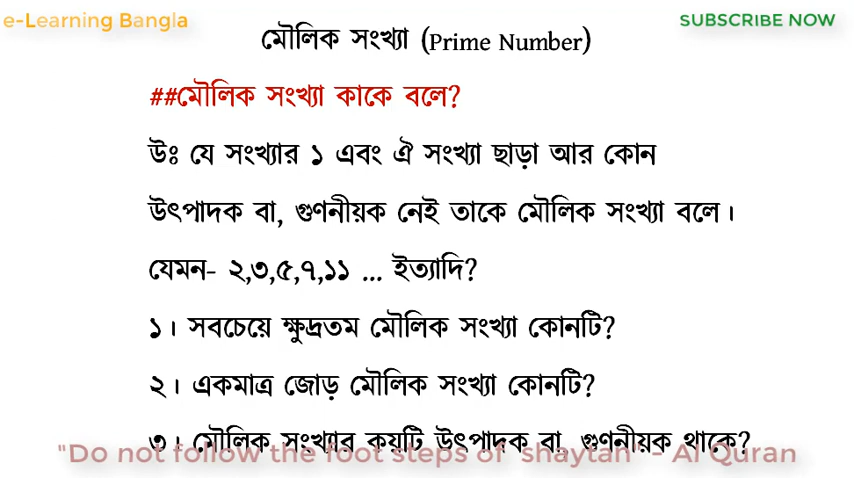 e-Learning Bangla
SUBSCRIBE NOW
মৌলিক সংখ্যা (Prime Number)
##মৌলিক সংখ্যা কাকে বলে?
উঃ যে সংখ্যার ১ এবং ঐ সংখ্যা ছাড়া আর কোন
উৎপাদক বা, গুণনীয়ক নেই তাকে মৌলিক সংখ্যা বলে।
যেমন- ২,৩,৫,৭,১১ ... ইত্যাদি?
১। সবচেয়ে ক্ষুদ্রতম মৌলিক সংখ্যা কোনটি?
২। একমাত্র জোড় মৌলিক সংখ্যা কোনটি?
৩। মৌলিক সংখ্যার কয়টি উৎপাদক বা, গুণনীয়ক থাকে?
"Do not follow the foot steps of shaytan" - Al Quran